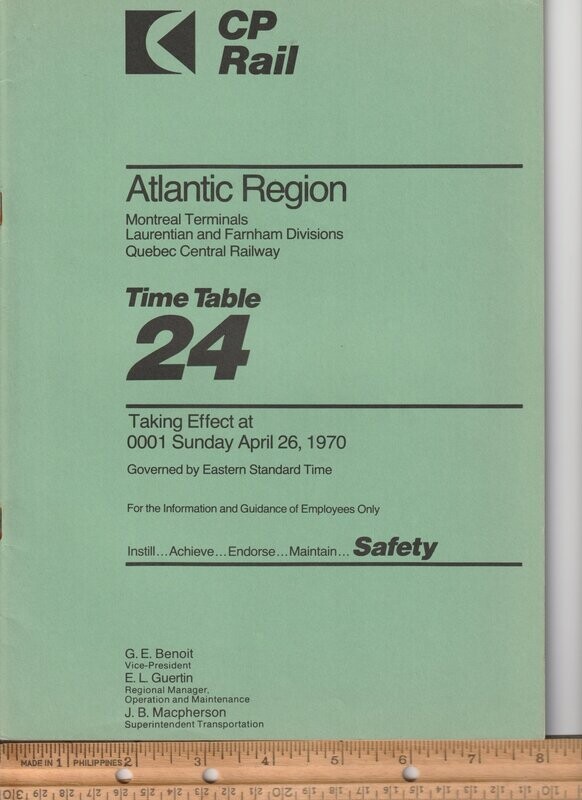 CP
Rail
Atlantic Region
Montreal Terminals
Laurentian and Farnham Divisions
Quebec Central Railway
Time Table
24
Taking Effect at
0001 Sunday April 26, 1970
Governed by Eastern Standard Time
For the Information and Guidance of Employees Only
Instill...Achieve...Endorse...Maintain... Safety
G. E. Benoit
Vice-President
E. L. Guertin
Regional Manager,
Operation and Maintenance
J. B. Macpherson
Superintendent Transportation
MADE IN 1 PHILIPPINES 2 3 4 5 6 7 8